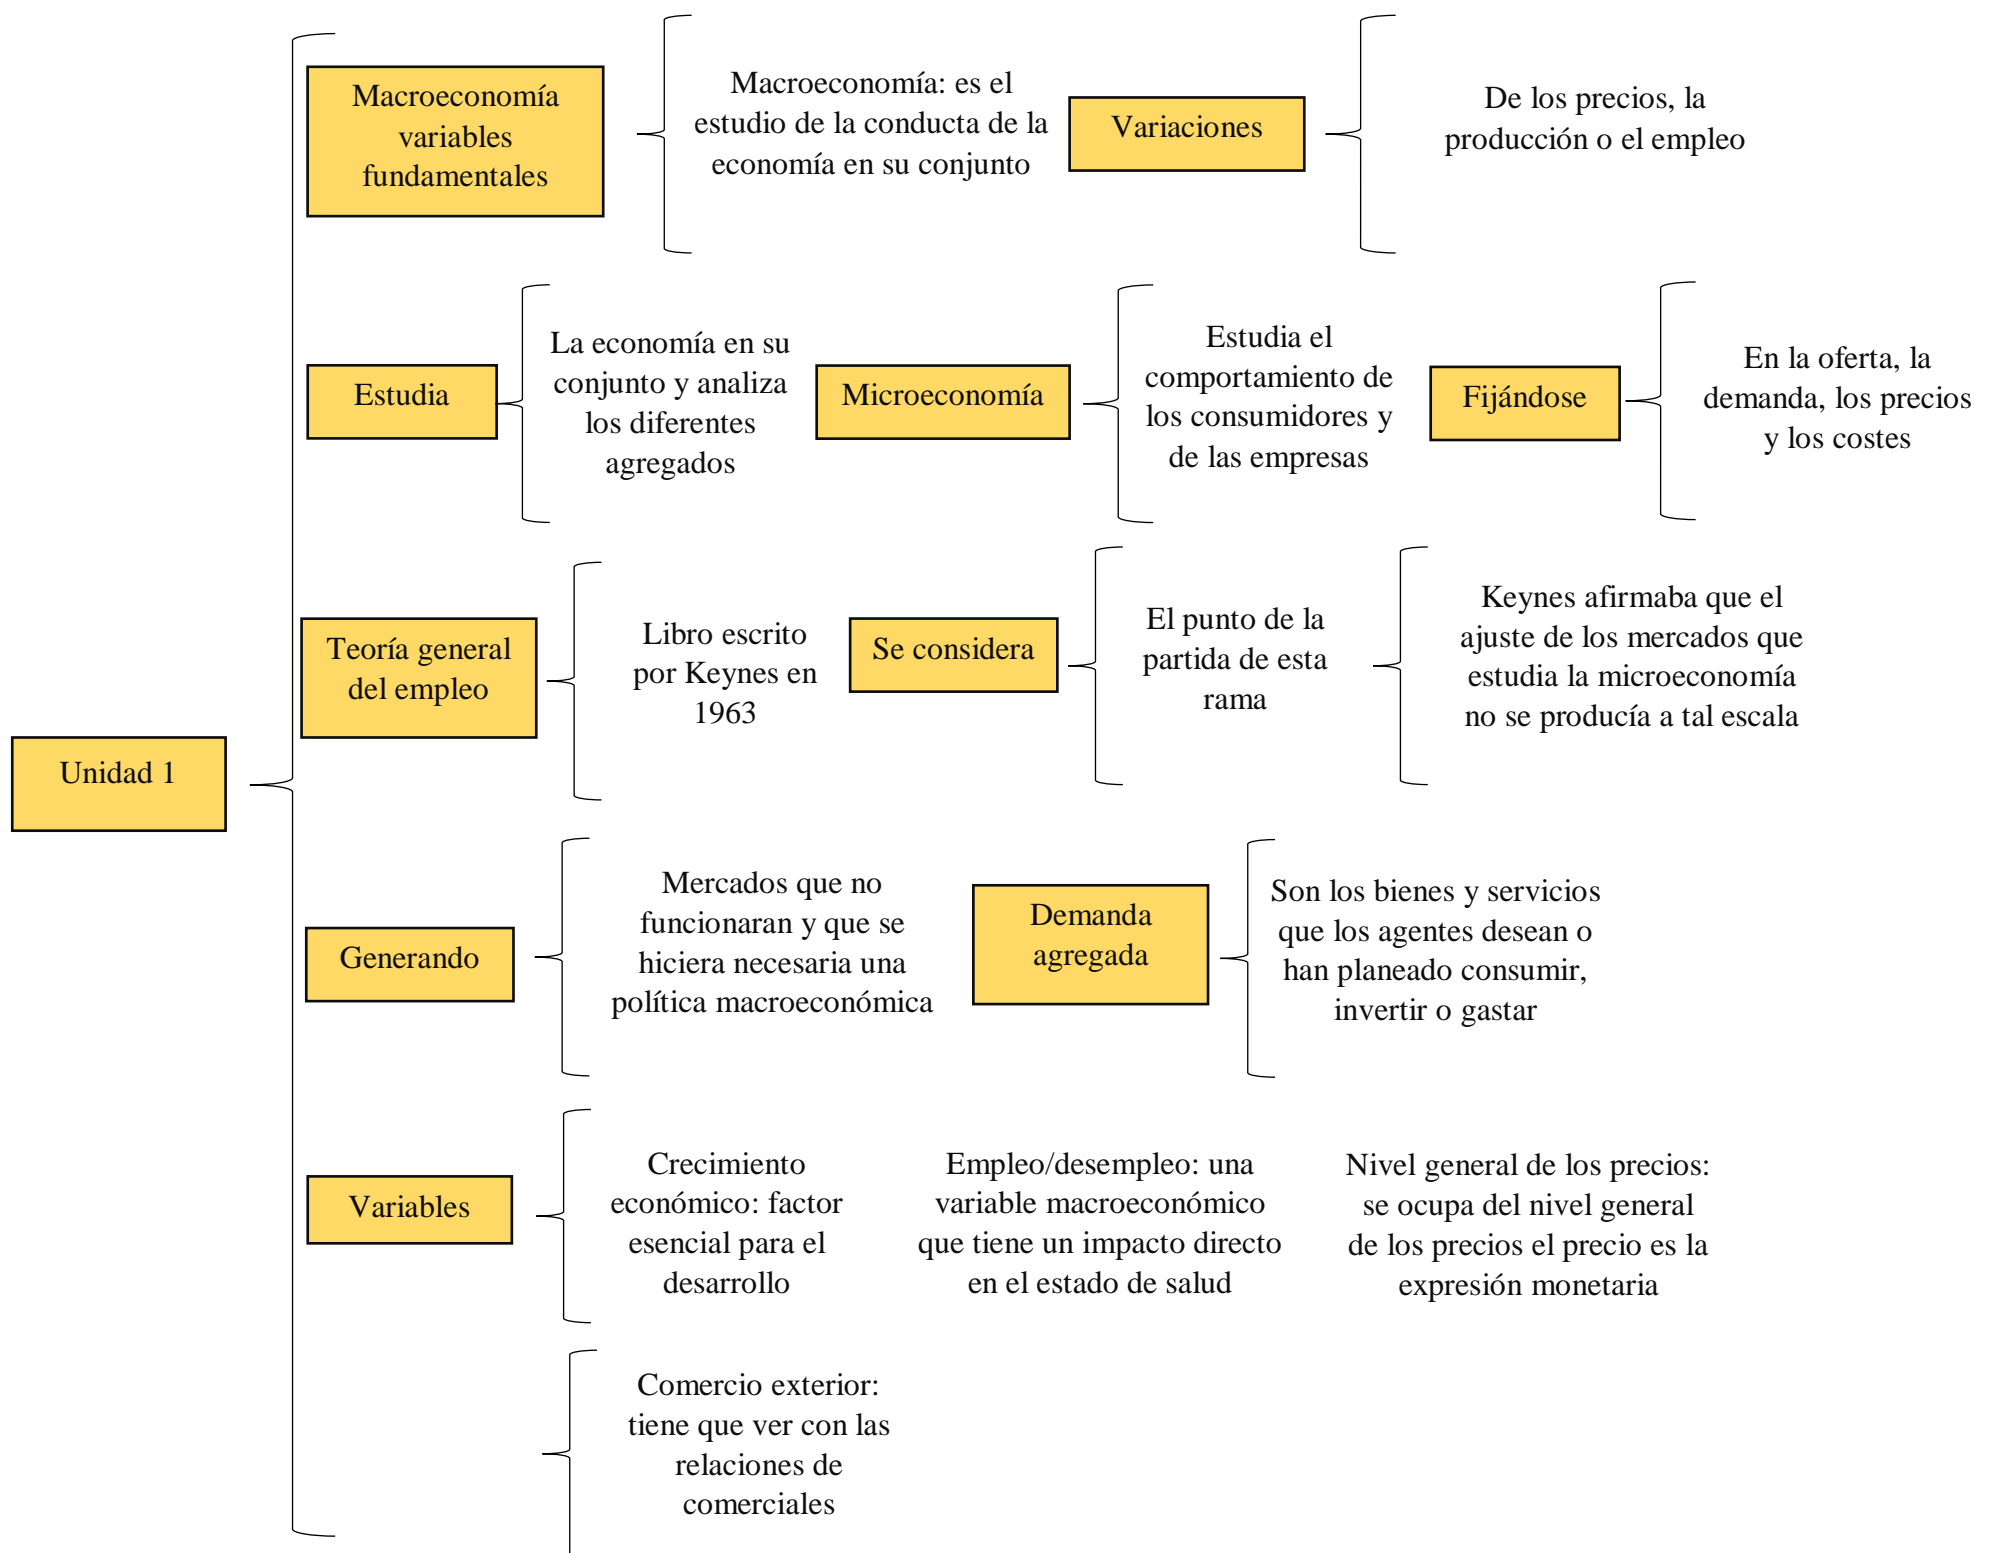 Macroeconomía
variables
fundamentales
Macroeconomía: es el
estudio de la conducta de la
economía en su conjunto
Variaciones
De los precios, la
producción o el empleo
Estudia
La economía en su
conjunto y analiza
los diferentes
agregados
Microeconomía
Estudia el
comportamiento de
los consumidores y
de las empresas
Fijándose
En la oferta, la
demanda, los precios
y los costes
Teoría general
del empleo
Libro escrito
por Keynes en
1963
Se considera
El punto de la
partida de esta
rama
Keynes afirmaba que el
ajuste de los mercados que
estudia la microeconomía
no se producía a tal escala
Unidad 1
Generando
Mercados que no
funcionaran y que se
hiciera necesaria una
política macroeconómica
Demanda
agregada
Son los bienes y servicios
que los agentes desean o
han planeado consumir,
invertir o gastar
Variables
Crecimiento
económico: factor
esencial para el
desarrollo
Empleo/desempleo: una
variable macroeconómico
que tiene un impacto directo
en el estado de salud
Nivel general de los precios:
se ocupa del nivel general
de los precios el precio es la
expresión monetaria
Comercio exterior:
tiene que ver con las
relaciones de
comerciales